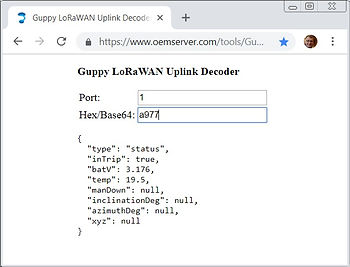 Guppy LoRaWAN Uplink Decoder
https://www.oemserver.com/tools/Gu...
Guppy LoRaWAN Uplink Decoder
Port: 1
Hex/Base64: a977
{
"type": "status",
"inTrip": true,
"batV": 3.176,
"temp": 19.5,
"manDown": null,
"inclinationDeg": null,
"azimuthDeg": null,
"xyz": null
}